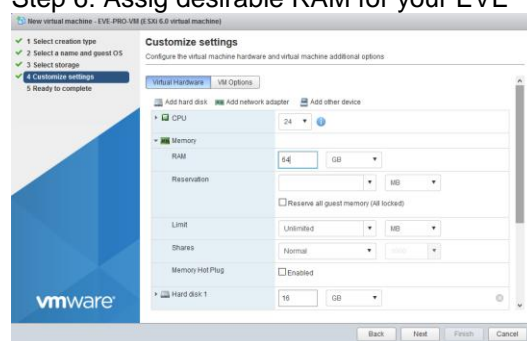 Step 6: Assig desirable RAM for your EVE
New virtual machine - EVE-PRO-VM (ESXi 6.0 virtual machine)
1 Select creation type
2 Select a name and guest OS
3 Select storage
4 Customize settings
5 Ready to complete
Customize settings
Configure the virtual machine hardware and virtual machine additional options
Virtual Hardware VM Options
Add hard disk Add network adapter Add other device
CPU 24
Memory
RAM 64 GB
Reservation MB
Reserve all guest memory (All locked)
Limit Unlimited MB
Shares Normal
Memory Hot Plug Enabled
Hard disk 1 16 GB
vmware
Back Next Finish Cancel